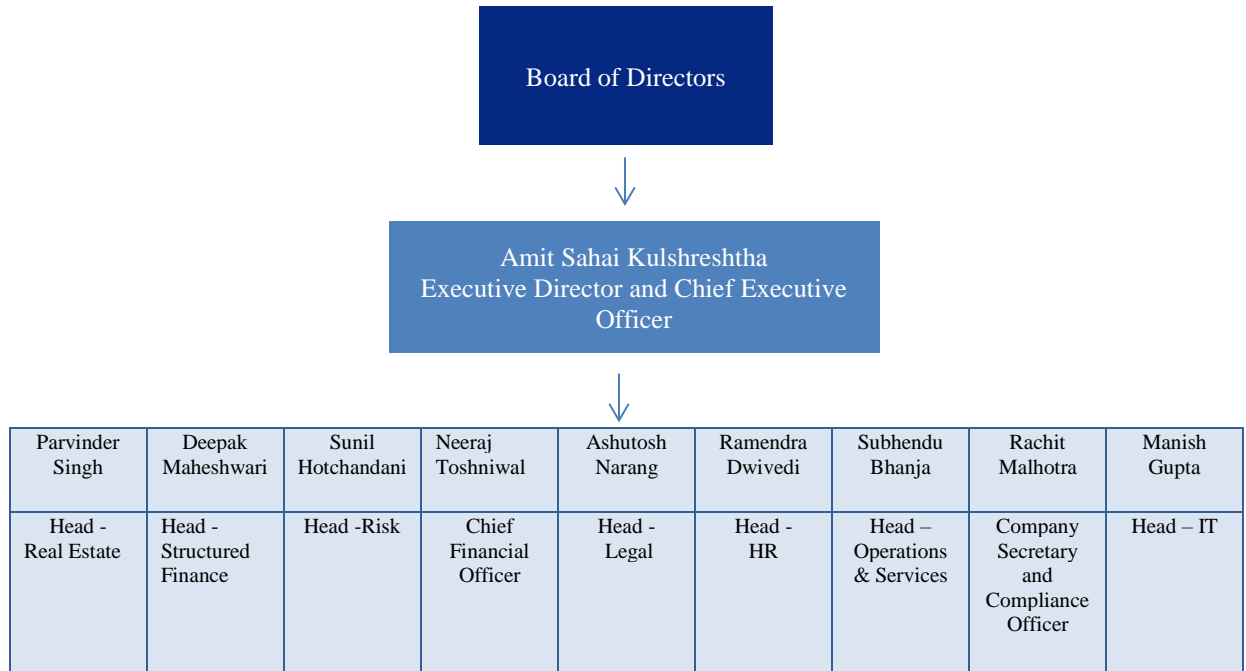 Board of Directors
Amit Sahai Kulshreshtha
Executive Director and Chief Executive
Officer
Parvinder
Singh
Deepak
Maheshwari
Sunil
Hotchandani
Neeraj
Toshniwal
Ashutosh
Narang
Ramendra
Dwivedi
Subhendu
Bhanja
Rachit
Malhotra
Manish
Gupta
Head -
Real Estate
Head -
Structured
Finance
Head -Risk
Chief
Financial
Officer
Head -
Legal
Head -
HR
Head –
Operations
& Services
Company
Secretary
and
Compliance
Officer
Head – IT